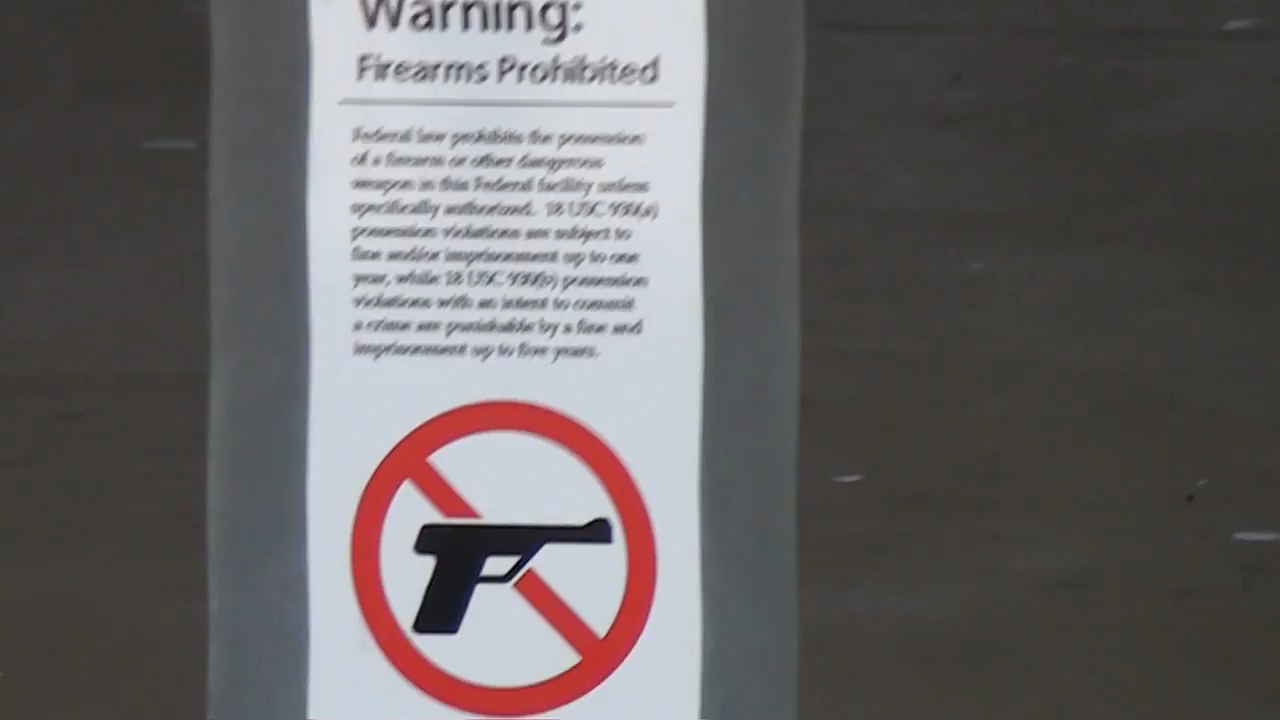 Warning:
Firearms Prohibited
Federal law prohibits the possession
of a firearm or other dangerous
weapon in this Federal facility unless
specifically authorized. 18 USC 930(a)
possession violations are subject to
fine and/or imprisonment up to one
year, while 18 USC 930(b) possession
violations with an intent to commit
a crime are punishable by a fine and
imprisonment up to five years.